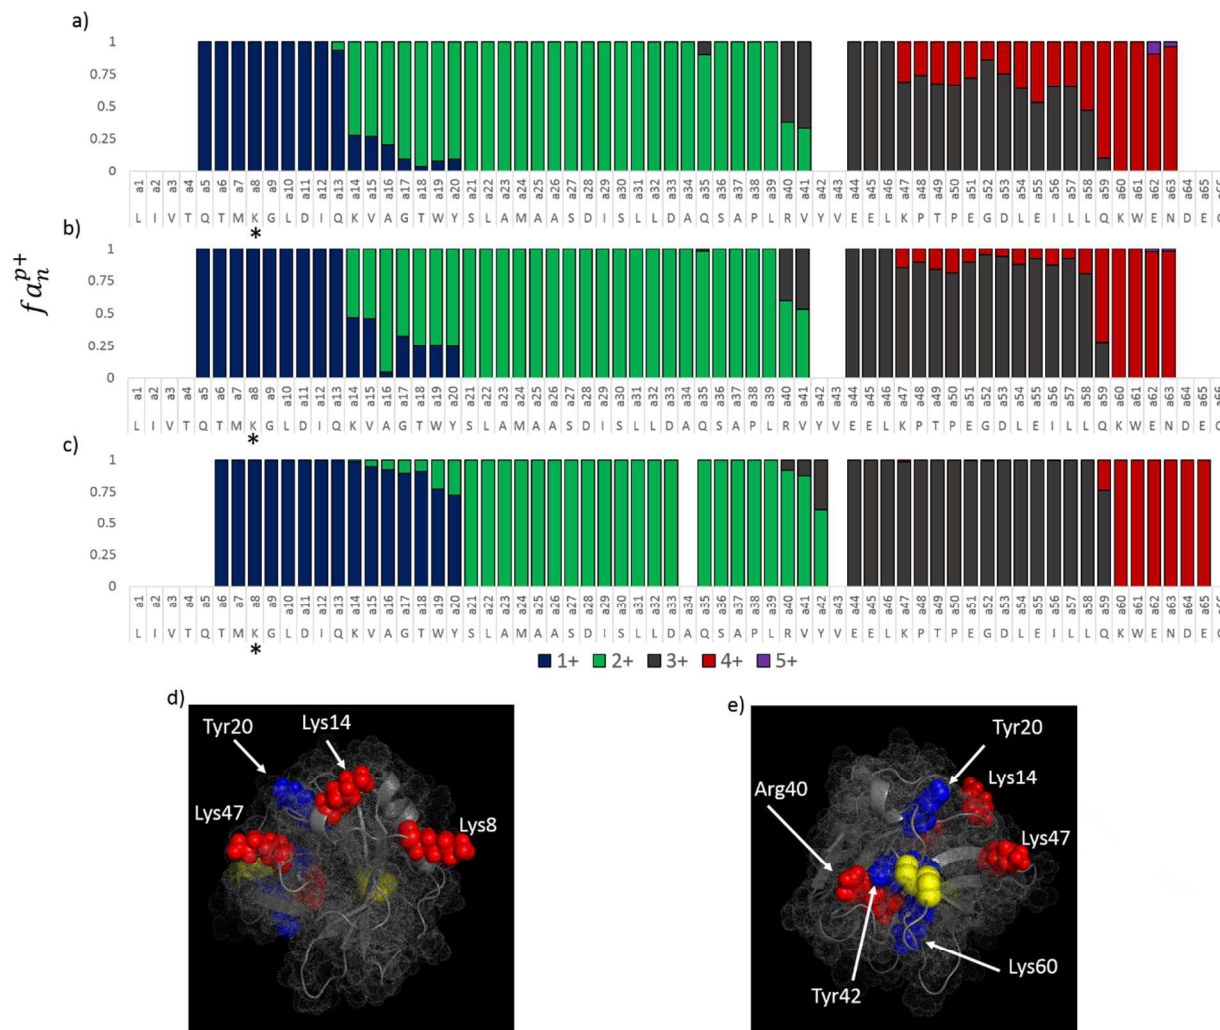 a)
1
0.75
0.5
0.25
0
a1 a2 a3 a4 a5 a6 a7 a8 a9 a10 a11 a12 a13 a14 a15 a16 a17 a18 a19 a20 a21 a22 a23 a24 a25 a26 a27 a28 a29 a30 a31 a32 a33 a34 a35 a36 a37 a38 a39 a40 a41 a42 a43 a44 a45 a46 a47 a48 a49 a50 a51 a52 a53 a54 a55 a56 a57 a58 a59 a60 a61 a62 a63 a64 a65
L I V T Q T M K G L D I Q K V A G T W Y S L A M A A S D I S L L D A Q S A P L R V Y V E E L K P T P E G D L E I L L Q K W E N D E
*
b)
fa_n^{p+}
1
0.75
0.5
0.25
0
a1 a2 a3 a4 a5 a6 a7 a8 a9 a10 a11 a12 a13 a14 a15 a16 a17 a18 a19 a20 a21 a22 a23 a24 a25 a26 a27 a28 a29 a30 a31 a32 a33 a34 a35 a36 a37 a38 a39 a40 a41 a42 a43 a44 a45 a46 a47 a48 a49 a50 a51 a52 a53 a54 a55 a56 a57 a58 a59 a60 a61 a62 a63 a64 a65
L I V T Q T M K G L D I Q K V A G T W Y S L A M A A S D I S L L D A Q S A P L R V Y V E E L K P T P E G D L E I L L Q K W E N D E
*
c)
1
0.75
0.5
0.25
0
a1 a2 a3 a4 a5 a6 a7 a8 a9 a10 a11 a12 a13 a14 a15 a16 a17 a18 a19 a20 a21 a22 a23 a24 a25 a26 a27 a28 a29 a30 a31 a32 a33 a34 a35 a36 a37 a38 a39 a40 a41 a42 a43 a44 a45 a46 a47 a48 a49 a50 a51 a52 a53 a54 a55 a56 a57 a58 a59 a60 a61 a62 a63 a64 a65
L I V T Q T M K G L D I Q K V A G T W Y S L A M A A S D I S L L D A Q S A P L R V Y V E E L K P T P E G D L E I L L Q K W E N D E
*
1+ 2+ 3+ 4+ 5+
d)
Tyr20
Lys14
Lys47
Lys8
e)
Tyr20
Lys14
Arg40
Lys47
Tyr42
Lys60